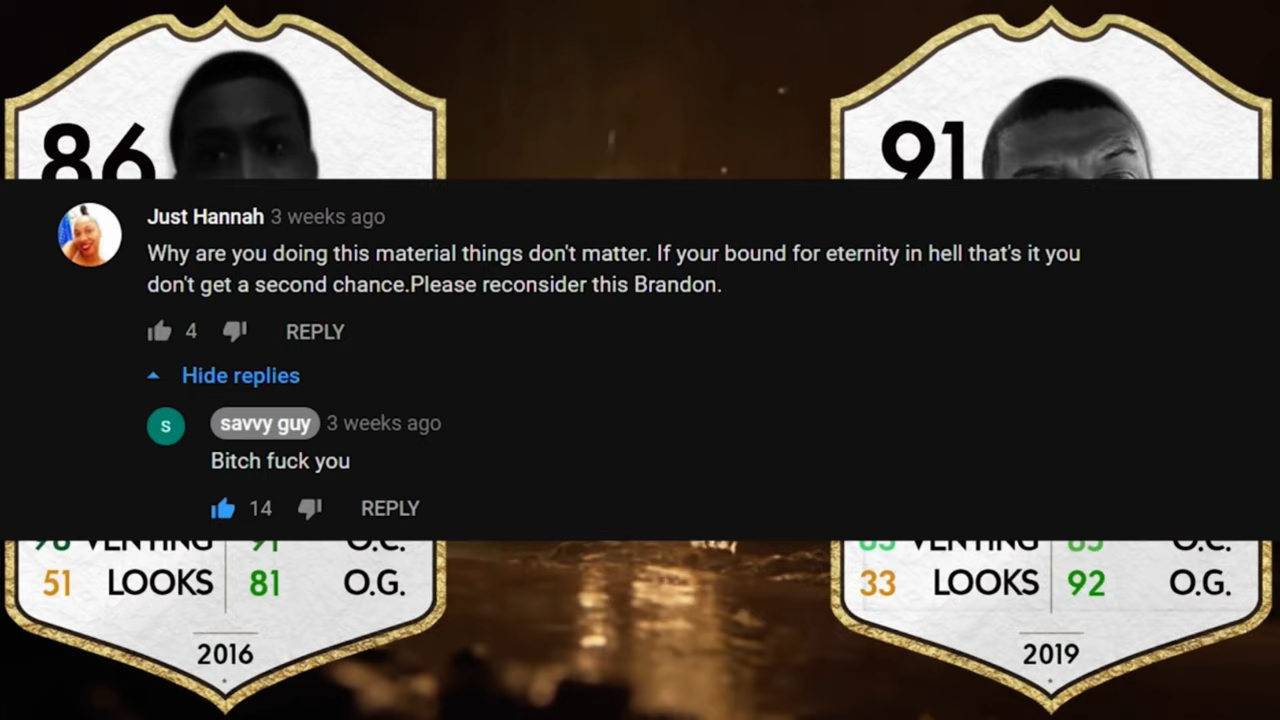 86
91
Just Hannah 3 weeks ago
Why are you doing this material things don't matter. If your bound for eternity in hell that's it you
don't get a second chance.Please reconsider this Brandon.
4 REPLY
Hide replies
S savvy guy 3 weeks ago
Bitch fuck you
14 REPLY
VENTING 91 O.C.
51 LOOKS 81 O.G.
2016
VENTING O.C.
33 LOOKS 92 O.G.
2019